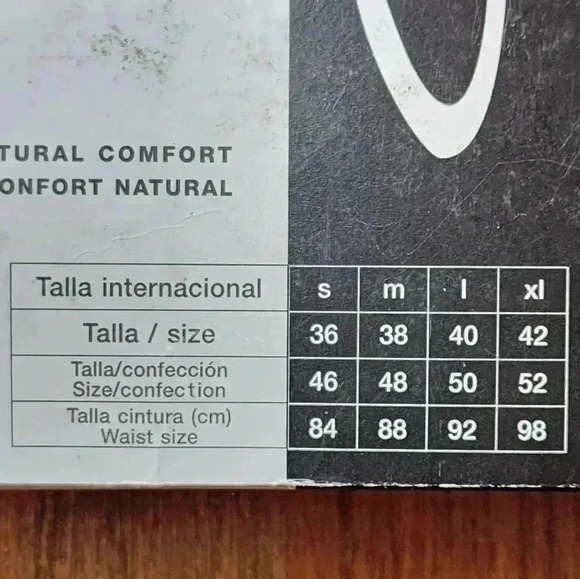 TURAL COMFORT
ONFORT NATURAL
Talla internacional s m l xl
Talla / size 36 38 40 42
Talla/confección
Size/confection 46 48 50 52
Talla cintura (cm)
Waist size 84 88 92 98